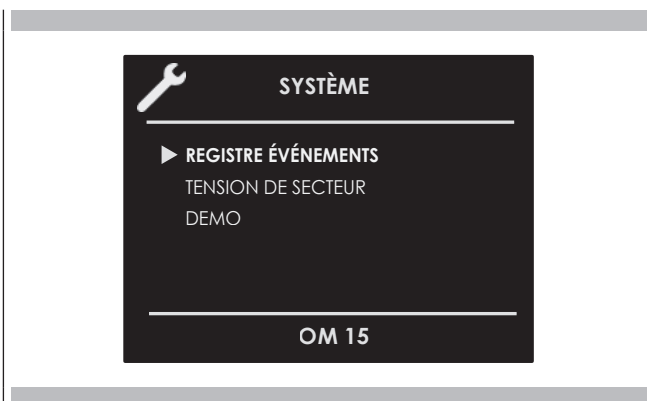 SYSTÈME
REGISTRE ÉVÉNEMENTS
TENSION DE SECTEUR
DEMO
OM 15